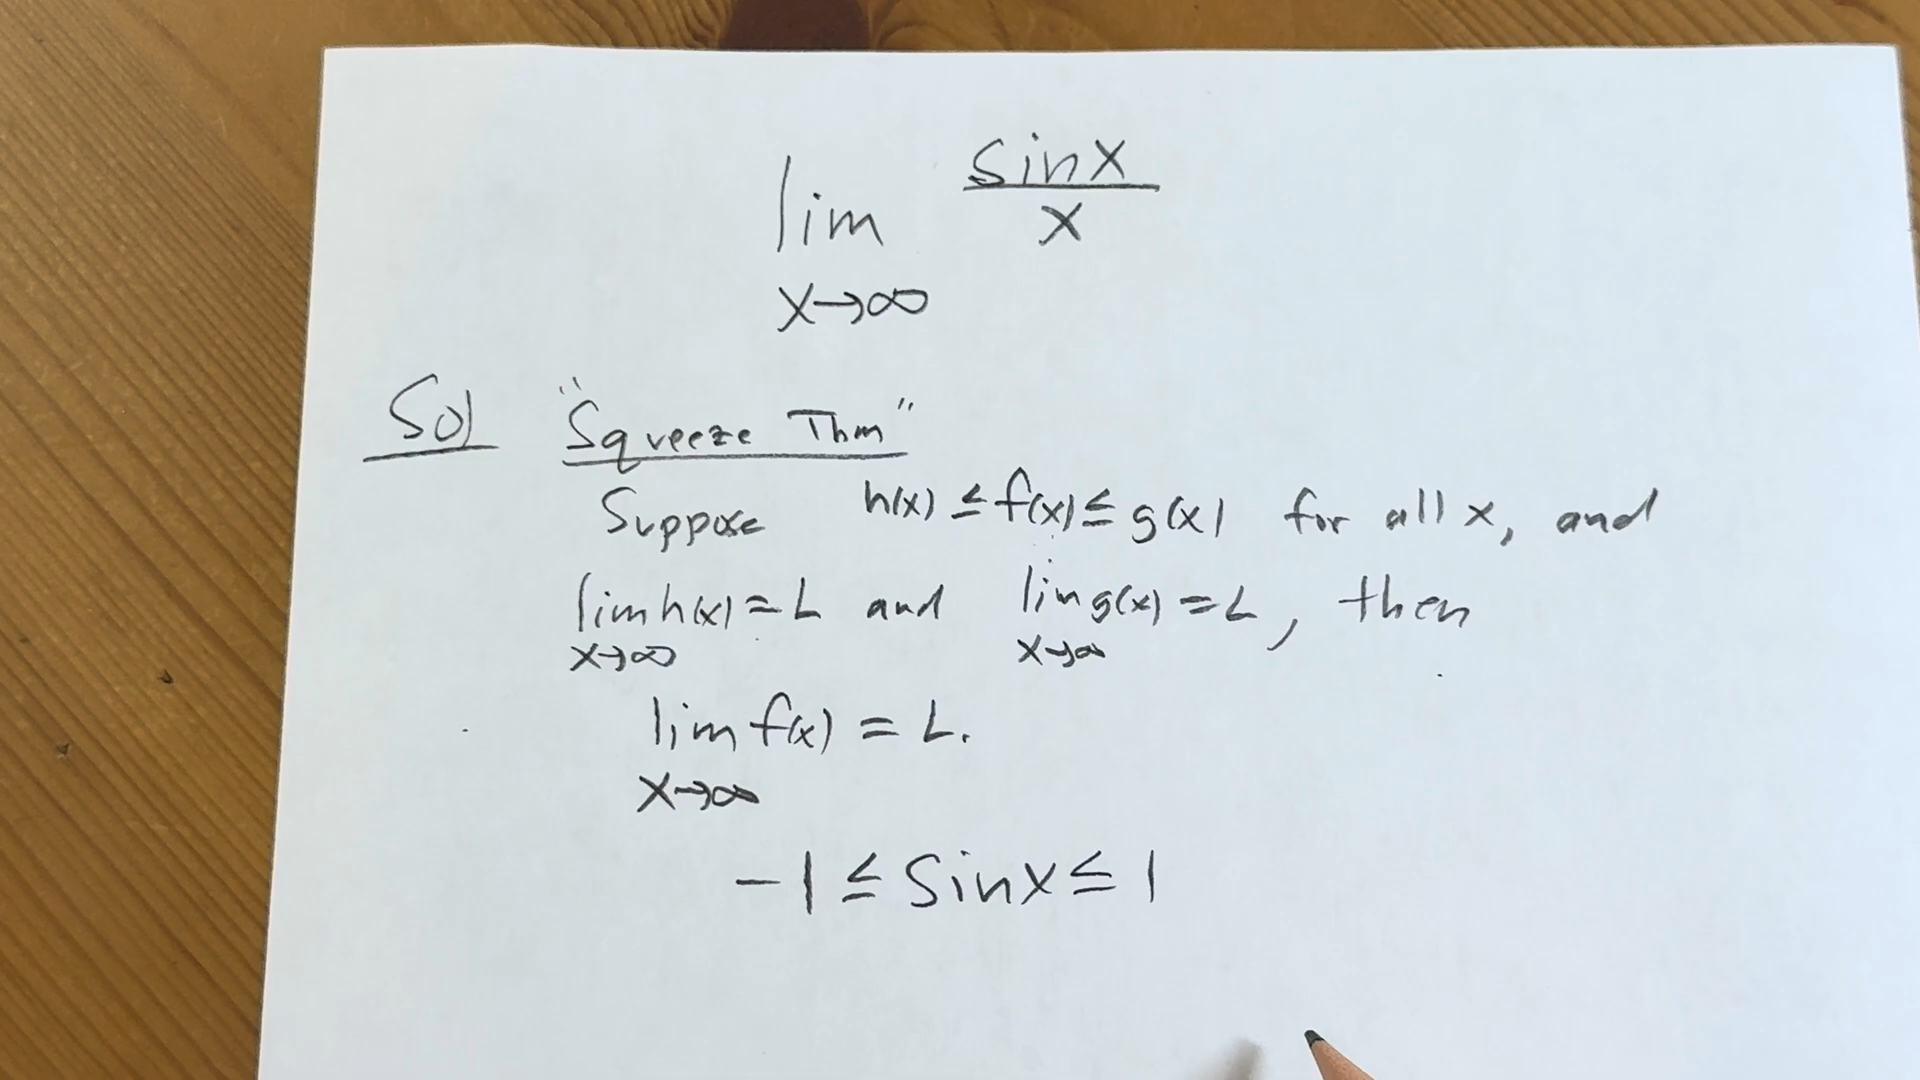 lim x→∞ sinx/x
Sol "Squeeze Thm"
Suppose h(x) ≤ f(x) ≤ g(x) for all x, and
lim x→∞ h(x) = L and lim x→∞ g(x) = L, then
lim x→∞ f(x) = L.
-1 ≤ sinx ≤ 1